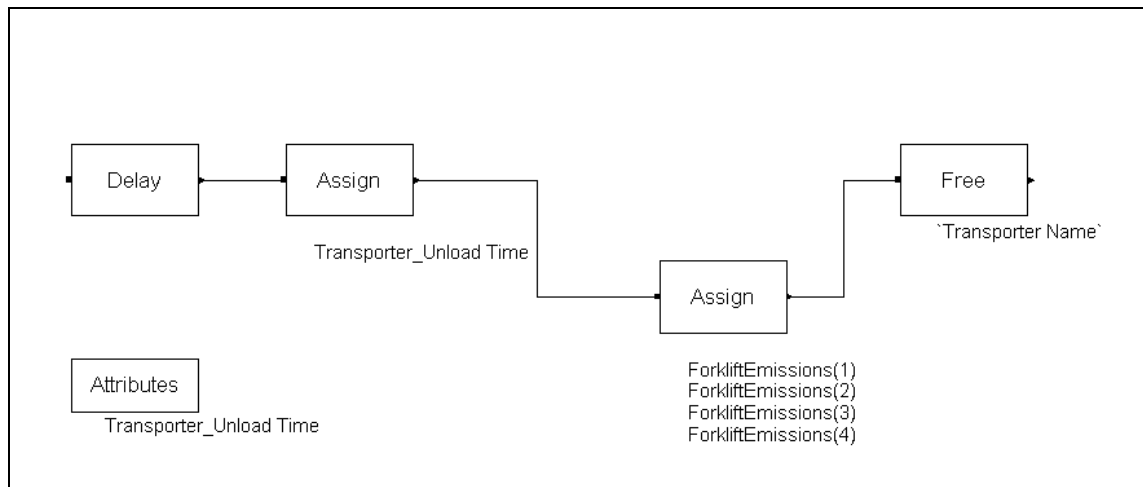 Delay
Assign
Free
`Transporter Name`
Transporter_Unload Time
Assign
Attributes
Transporter_Unload Time
ForkliftEmissions(1)
ForkliftEmissions(2)
ForkliftEmissions(3)
ForkliftEmissions(4)